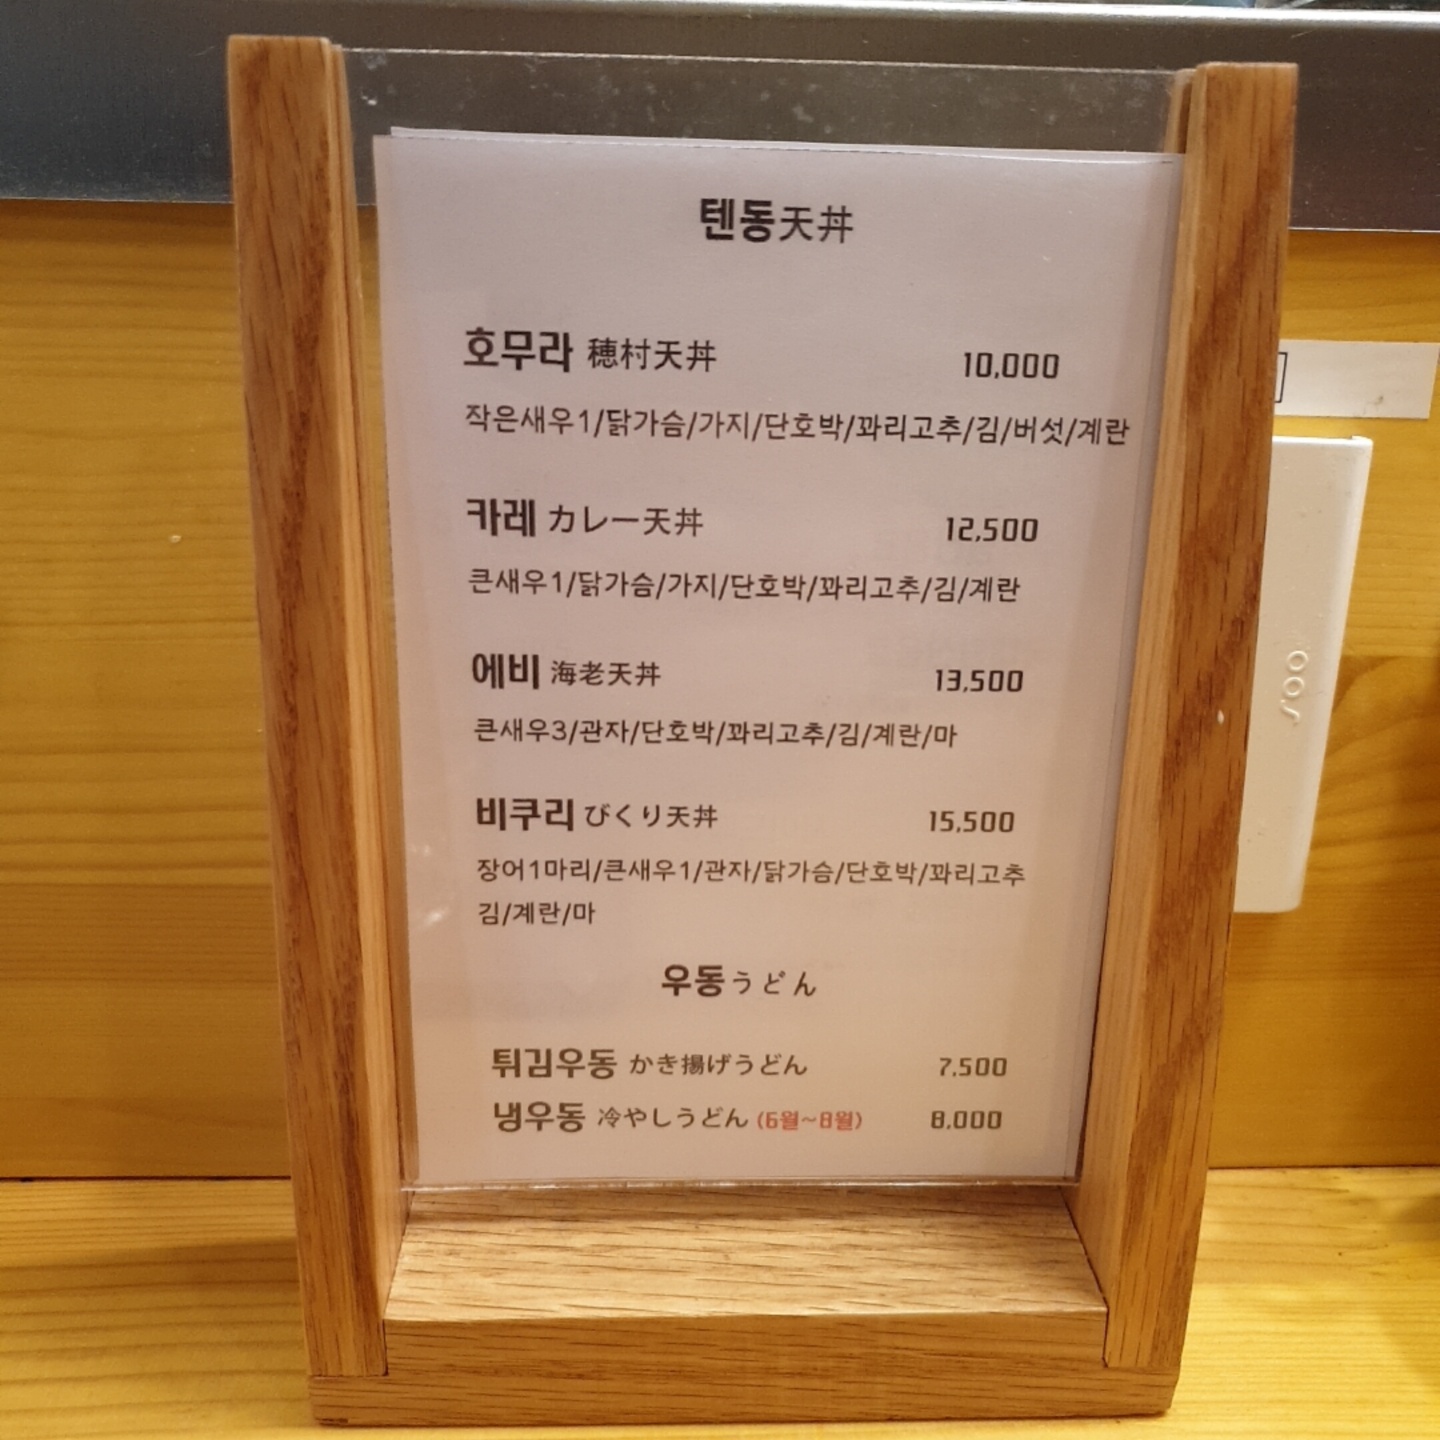 텐동天丼
호무라 穂村天丼 10,000
작은새우1/닭가슴/가지/단호박/꽈리고추/김/버섯/계란
카레 カレー天丼 12,500
큰새우1/닭가슴/가지/단호박/꽈리고추/김/계란
에비 海老天丼 13,500
큰새우3/관자/단호박/꽈리고추/김/계란/마
비쿠리 びくり天丼 15,500
장어1마리/큰새우1/관자/닭가슴/단호박/꽈리고추
김/계란/마
우동うどん
튀김우동 かき揚げうどん 7,500
냉우동 冷やしうどん (6월~8월) 8,000